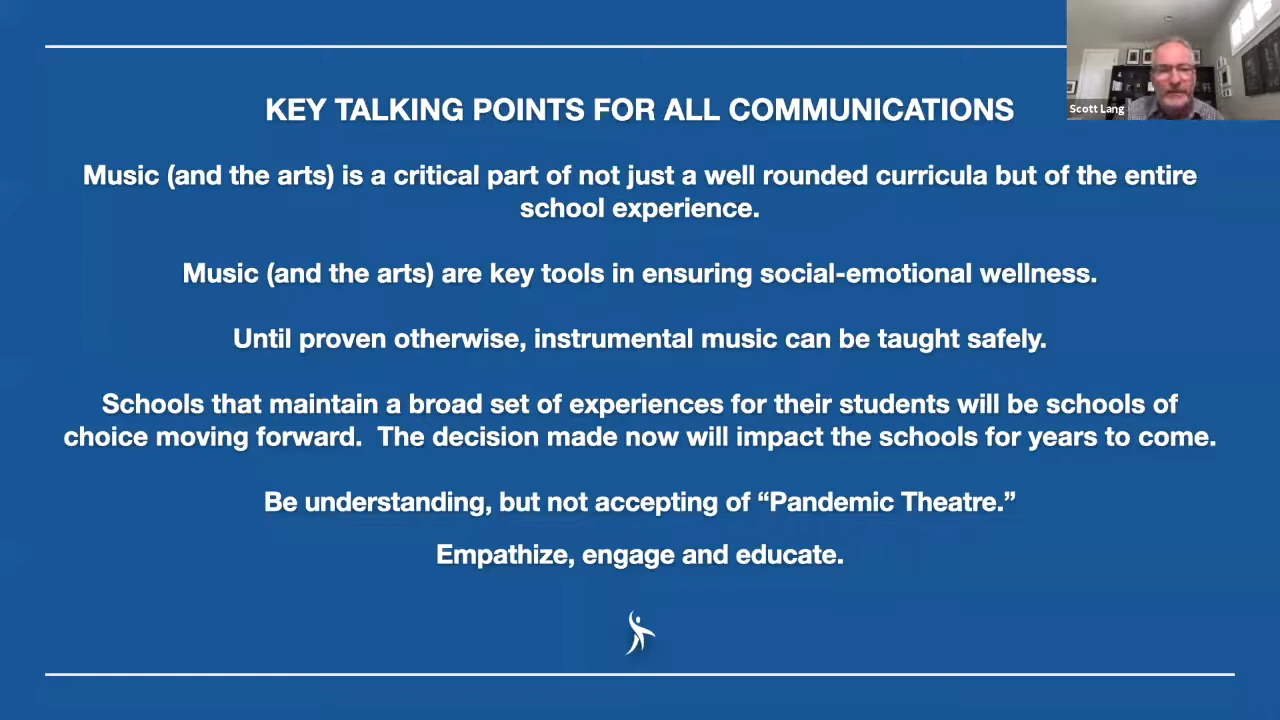 Scott Lang
KEY TALKING POINTS FOR ALL COMMUNICATIONS
Music (and the arts) is a critical part of not just a well rounded curricula but of the entire
school experience.
Music (and the arts) are key tools in ensuring social-emotional wellness.
Until proven otherwise, instrumental music can be taught safely.
Schools that maintain a broad set of experiences for their students will be schools of
choice moving forward.  The decision made now will impact the schools for years to come.
Be understanding, but not accepting of “Pandemic Theatre.”
Empathize, engage and educate.